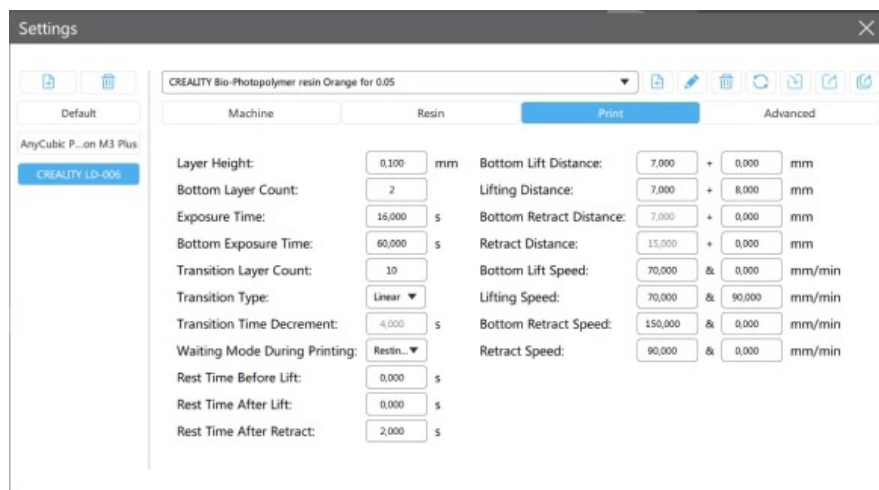 Settings
CREALITY Bio-Photopolymer resin Orange for 0.05
Default
Machine
Resin
Print
Advanced
AnyCubic P...on M3 Plus
CREALITY LD-006
Layer Height: 0,100 mm
Bottom Layer Count: 2
Exposure Time: 16,000 s
Bottom Exposure Time: 60,000 s
Transition Layer Count: 10
Transition Type: Linear
Transition Time Decrement: 4,000 s
Waiting Mode During Printing: Restin...
Rest Time Before Lift: 0,000 s
Rest Time After Lift: 0,000 s
Rest Time After Retract: 2,000 s
Bottom Lift Distance: 7,000 + 0,000 mm
Lifting Distance: 7,000 + 8,000 mm
Bottom Retract Distance: 7,000 + 0,000 mm
Retract Distance: 15,000 + 0,000 mm
Bottom Lift Speed: 70,000 & 0,000 mm/min
Lifting Speed: 70,000 & 90,000 mm/min
Bottom Retract Speed: 150,000 & 0,000 mm/min
Retract Speed: 90,000 & 0,000 mm/min